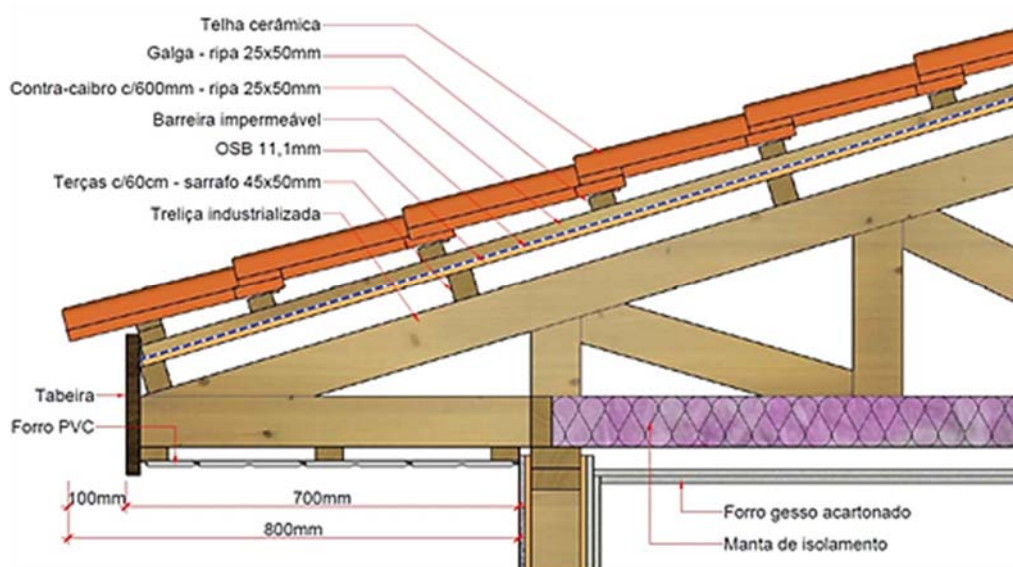 Telha cerâmica
Galga - ripa 25x50mm
Contra-caibro c/600mm - ripa 25x50mm
Barreira impermeável
OSB 11,1mm
Terças c/60cm - sarrafo 45x50mm
Treliça industrializada
Tabeira
Forro PVC
100mm
700mm
800mm
Forro gesso acartonado
Manta de isolamento